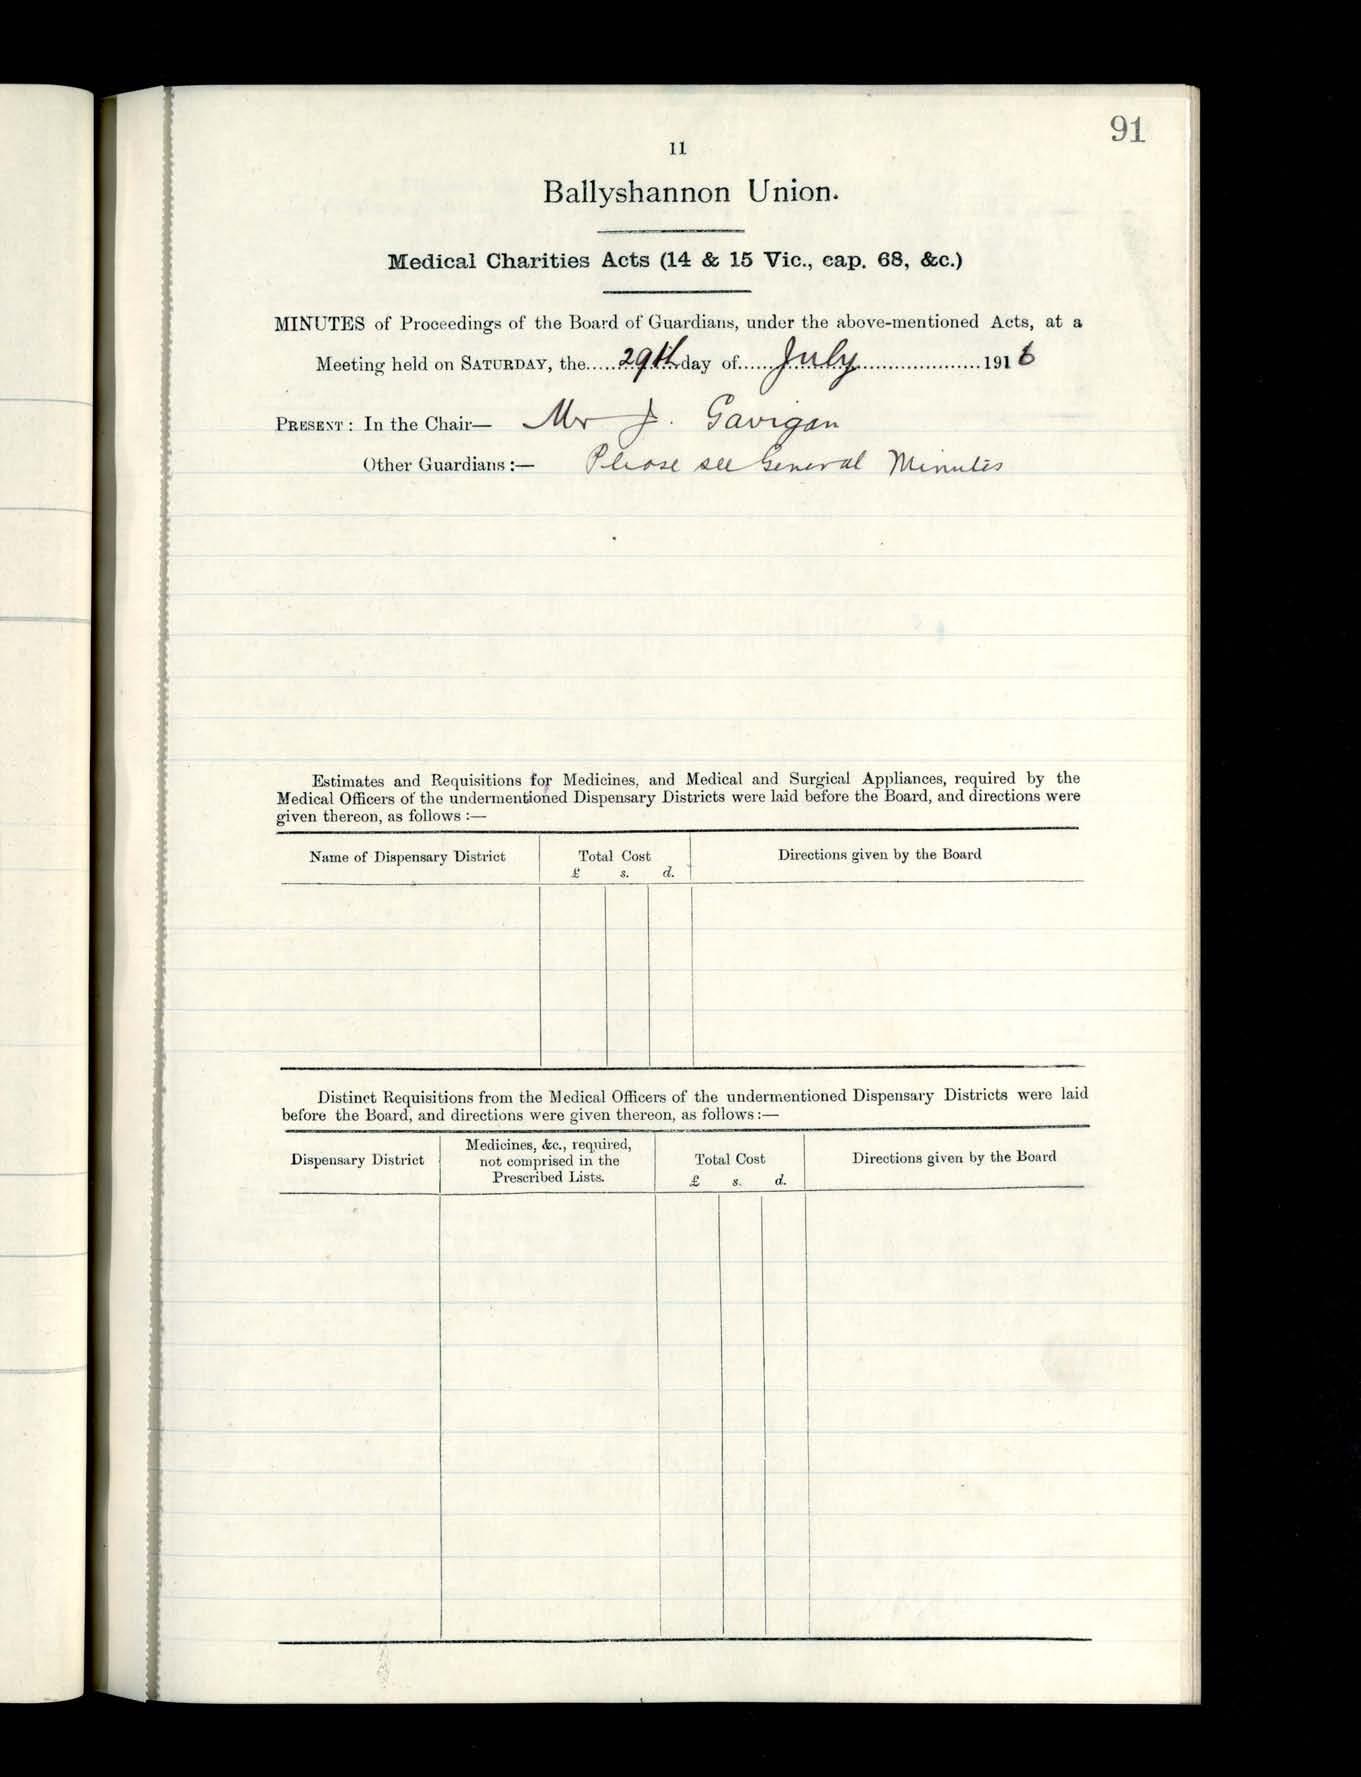 91
11
Ballyshannon Union.
Medical Charities Acts (14 & 15 Vic., cap. 68, &c.)
MINUTES of Proceedings of the Board of Guardians, under the above-mentioned Acts, at a
Meeting held on SATURDAY, the.....29th.day of......July.....................1916
PRESENT: In the Chair— Mr J. Gavigan
Other Guardians:— Please see General Minutes
Estimates and Requisitions for Medicines, and Medical and Surgical Appliances, required by the
Medical Officers of the undermentioned Dispensary Districts were laid before the Board, and directions were
given thereon, as follows:—
Name of Dispensary District Total Cost Directions given by the Board
£ s. d.
Distinct Requisitions from the Medical Officers of the undermentioned Dispensary Districts were laid
before the Board, and directions were given thereon, as follows:—
Medicines, &c., required,
Dispensary District not comprised in the Total Cost Directions given by the Board
Prescribed Lists. £ s. d.